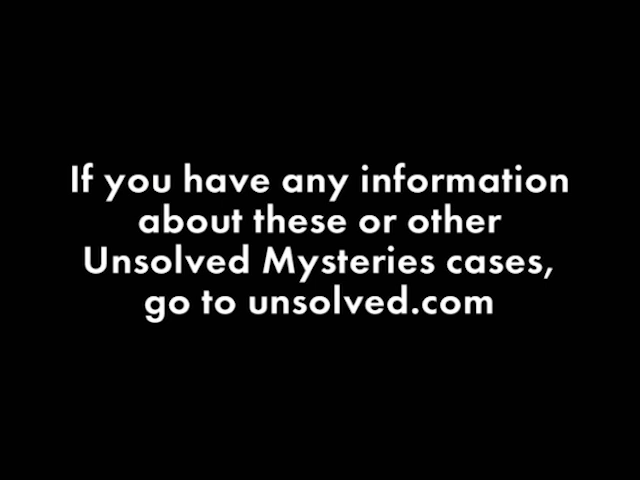 If you have any information
about these or other
Unsolved Mysteries cases,
go to unsolved.com